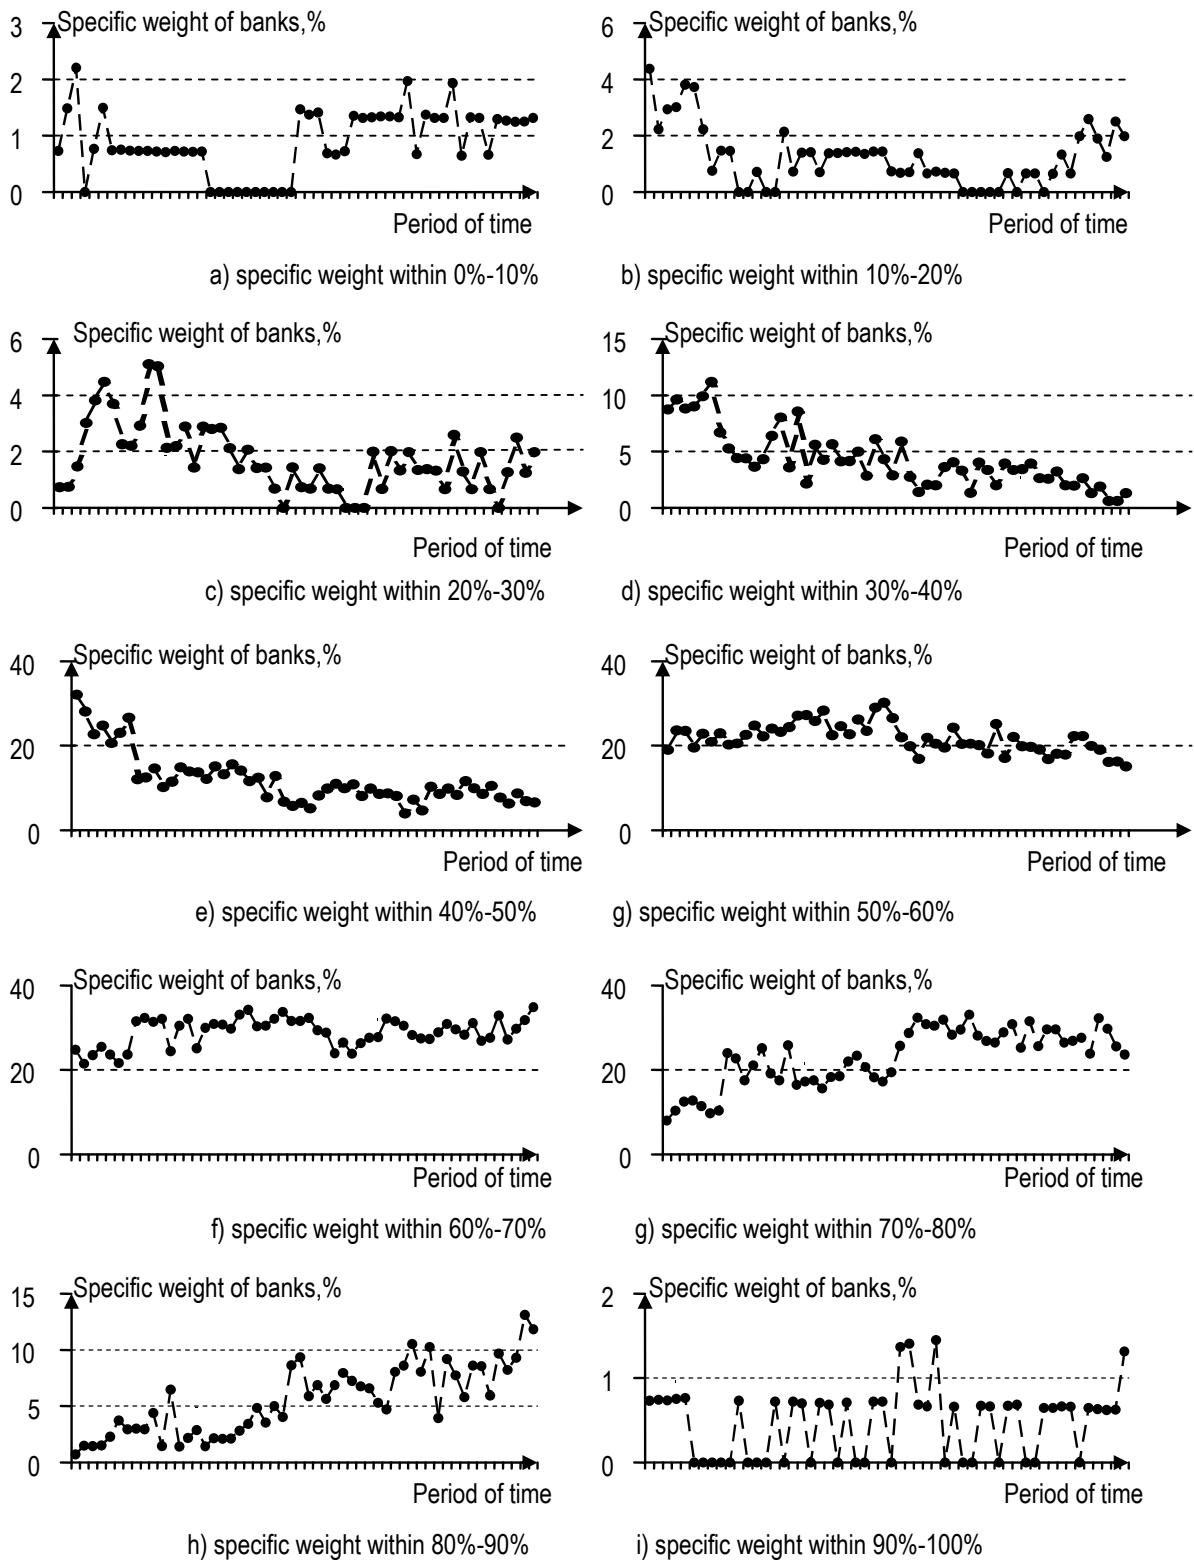 Specific weight of banks,%
3
2
1
0
Period of time
a) specific weight within 0%-10%
Specific weight of banks,%
6
4
2
0
Period of time
b) specific weight within 10%-20%
Specific weight of banks,%
6
4
2
0
Period of time
c) specific weight within 20%-30%
Specific weight of banks,%
15
10
5
0
Period of time
d) specific weight within 30%-40%
Specific weight of banks,%
40
20
0
Period of time
e) specific weight within 40%-50%
Specific weight of banks,%
40
20
0
Period of time
g) specific weight within 50%-60%
Specific weight of banks,%
40
20
0
Period of time
f) specific weight within 60%-70%
Specific weight of banks,%
40
20
0
Period of time
g) specific weight within 70%-80%
Specific weight of banks,%
15
10
5
0
Period of time
h) specific weight within 80%-90%
Specific weight of banks,%
2
1
0
Period of time
i) specific weight within 90%-100%